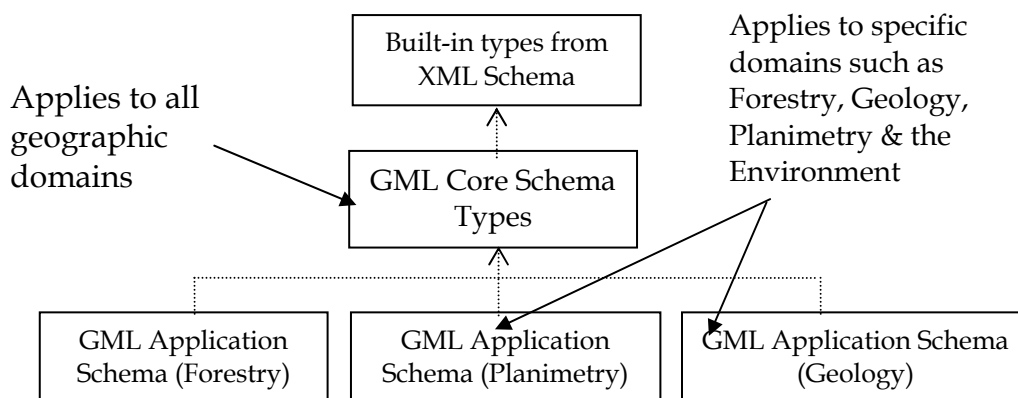 Built-in types from
XML Schema
Applies to specific
domains such as
Forestry, Geology,
Planimetry & the
Environment
Applies to all
geographic
domains
GML Core Schema
Types
GML Application
Schema (Forestry)
GML Application
Schema (Planimetry)
GML Application Schema
(Geology)